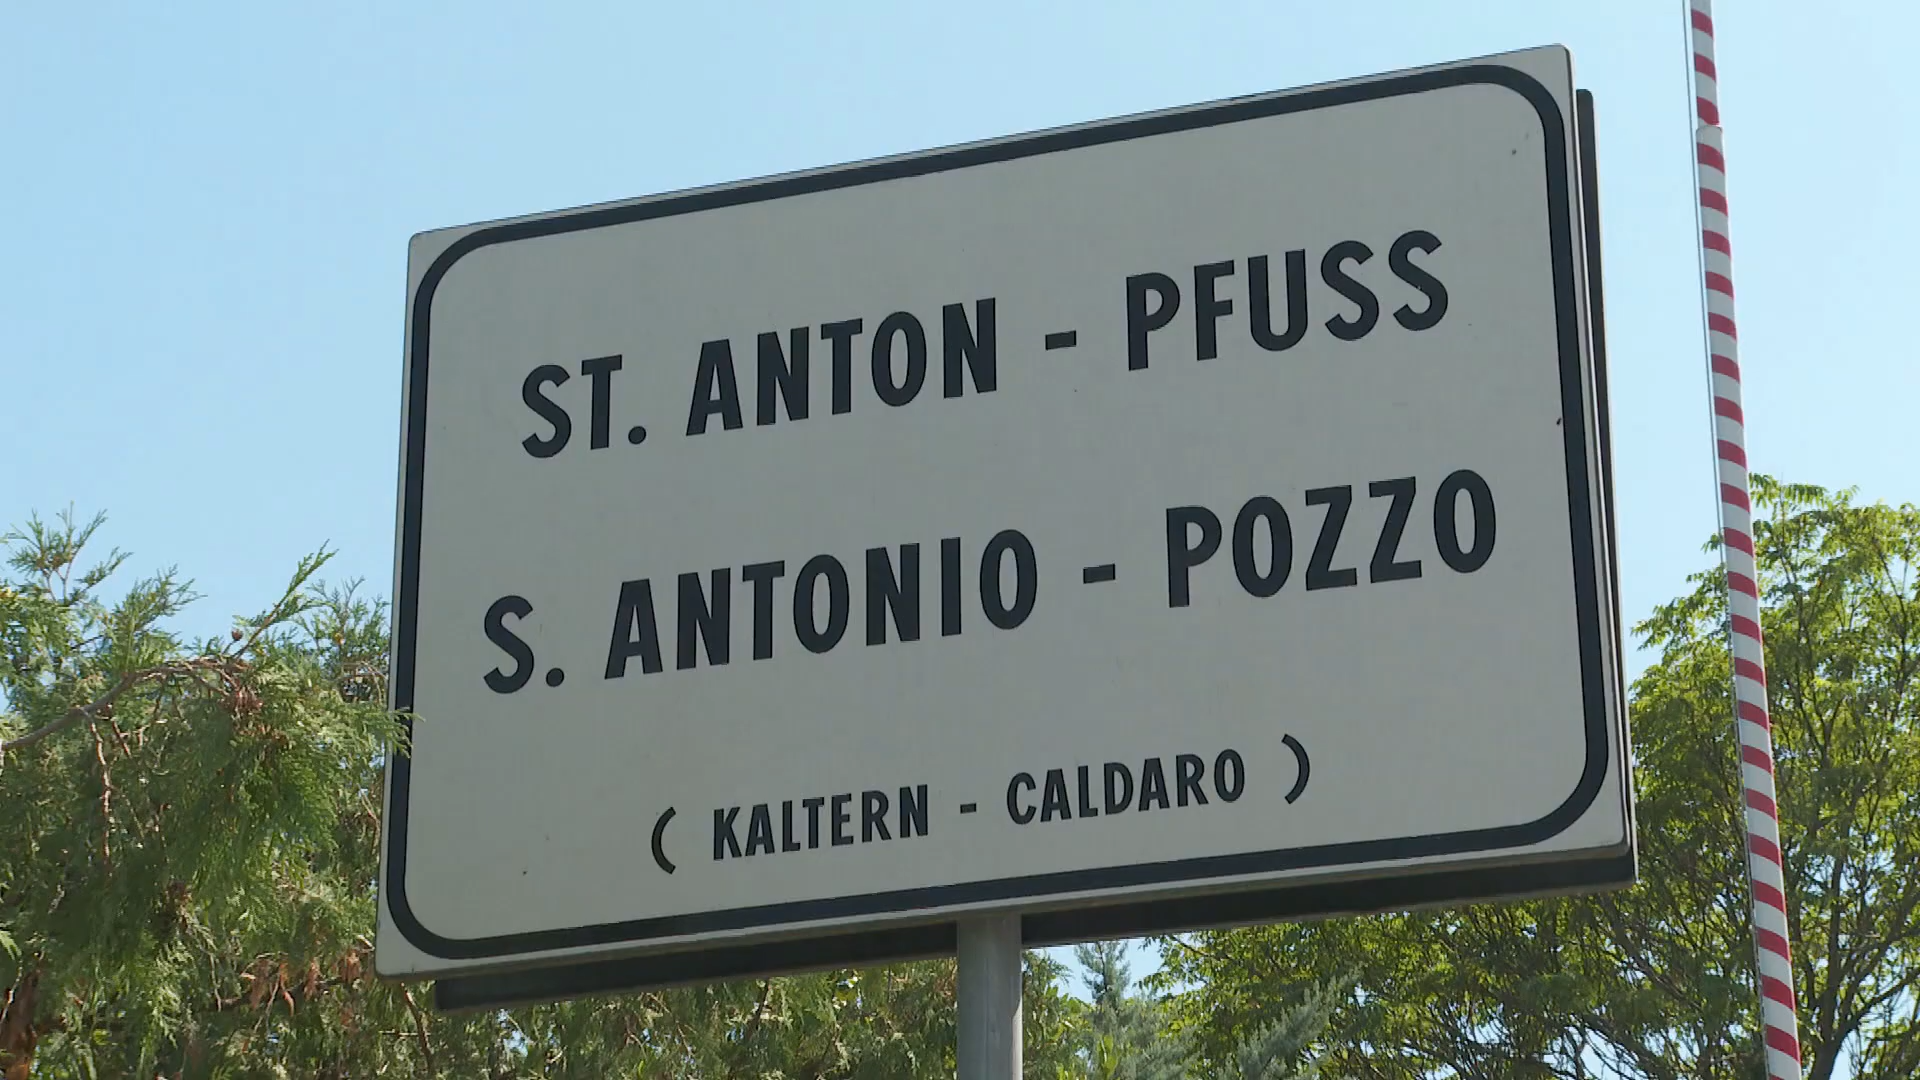 ST. ANTON - PFUSS
S. ANTONIO - POZZO
( KALTERN - CALDARO )